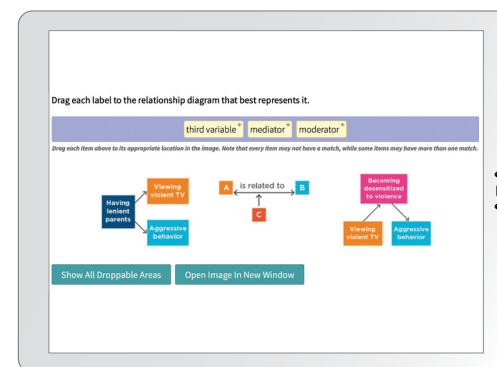 Drag each label to the relationship diagram that best represents it.
third variable+ mediator+ moderator+
Drag each item above to its appropriate location in the image. Note that every item may not have a match, while some items may have more than one match.
Having
lenient
parents
Viewing
violent TV
Aggressive
behavior
A is related to B
C
Becoming
desensitized
to violence
Viewing
violent TV
Aggressive
behavior
Show All Droppable Areas Open Image In New Window